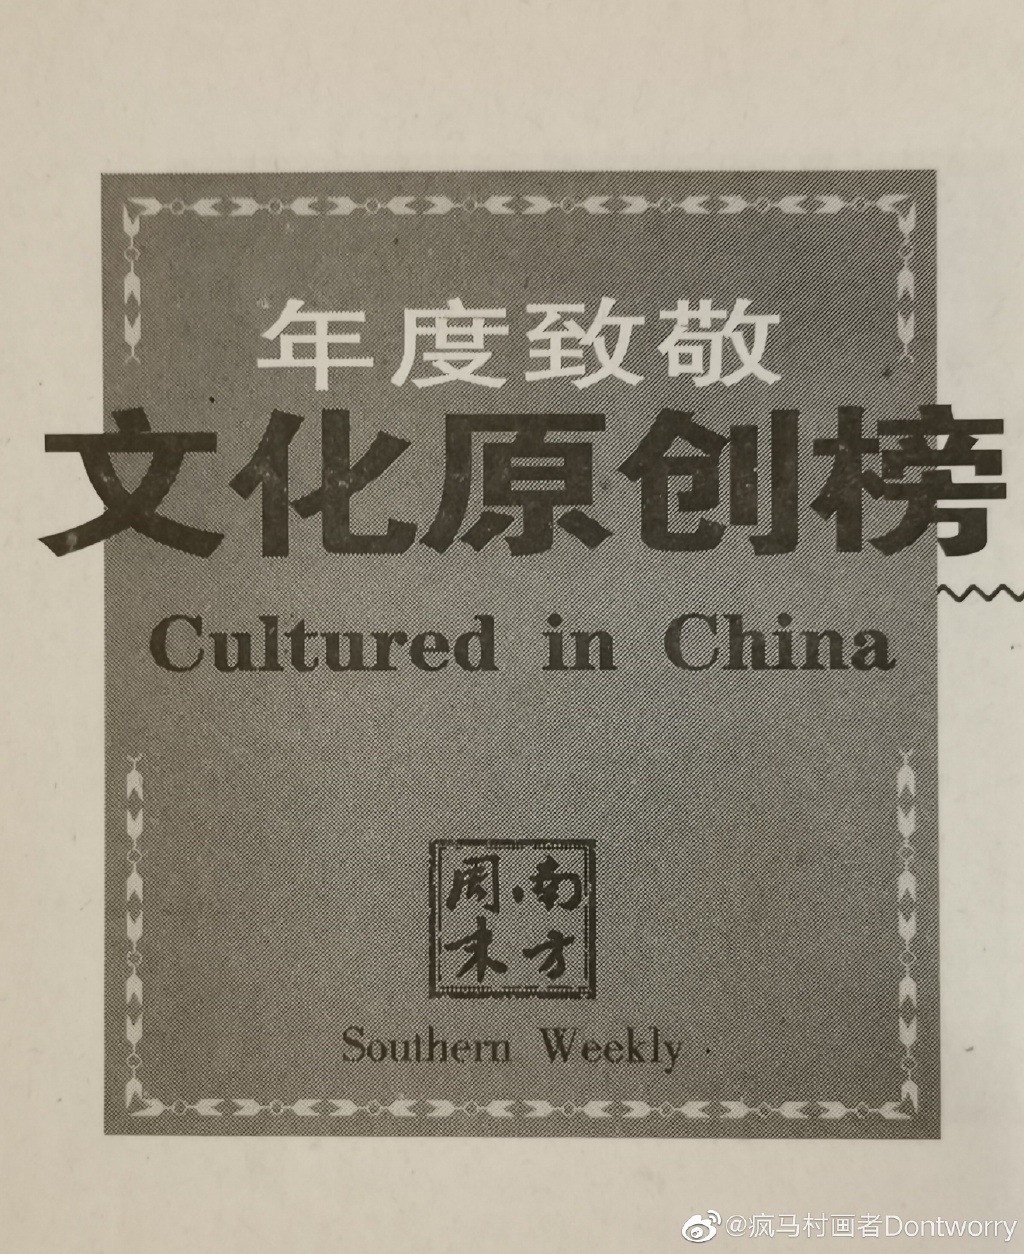 年度致敬
文化原创榜
Cultured in China
南方
周末
Southern Weekly
@疯马村画者Dontworry